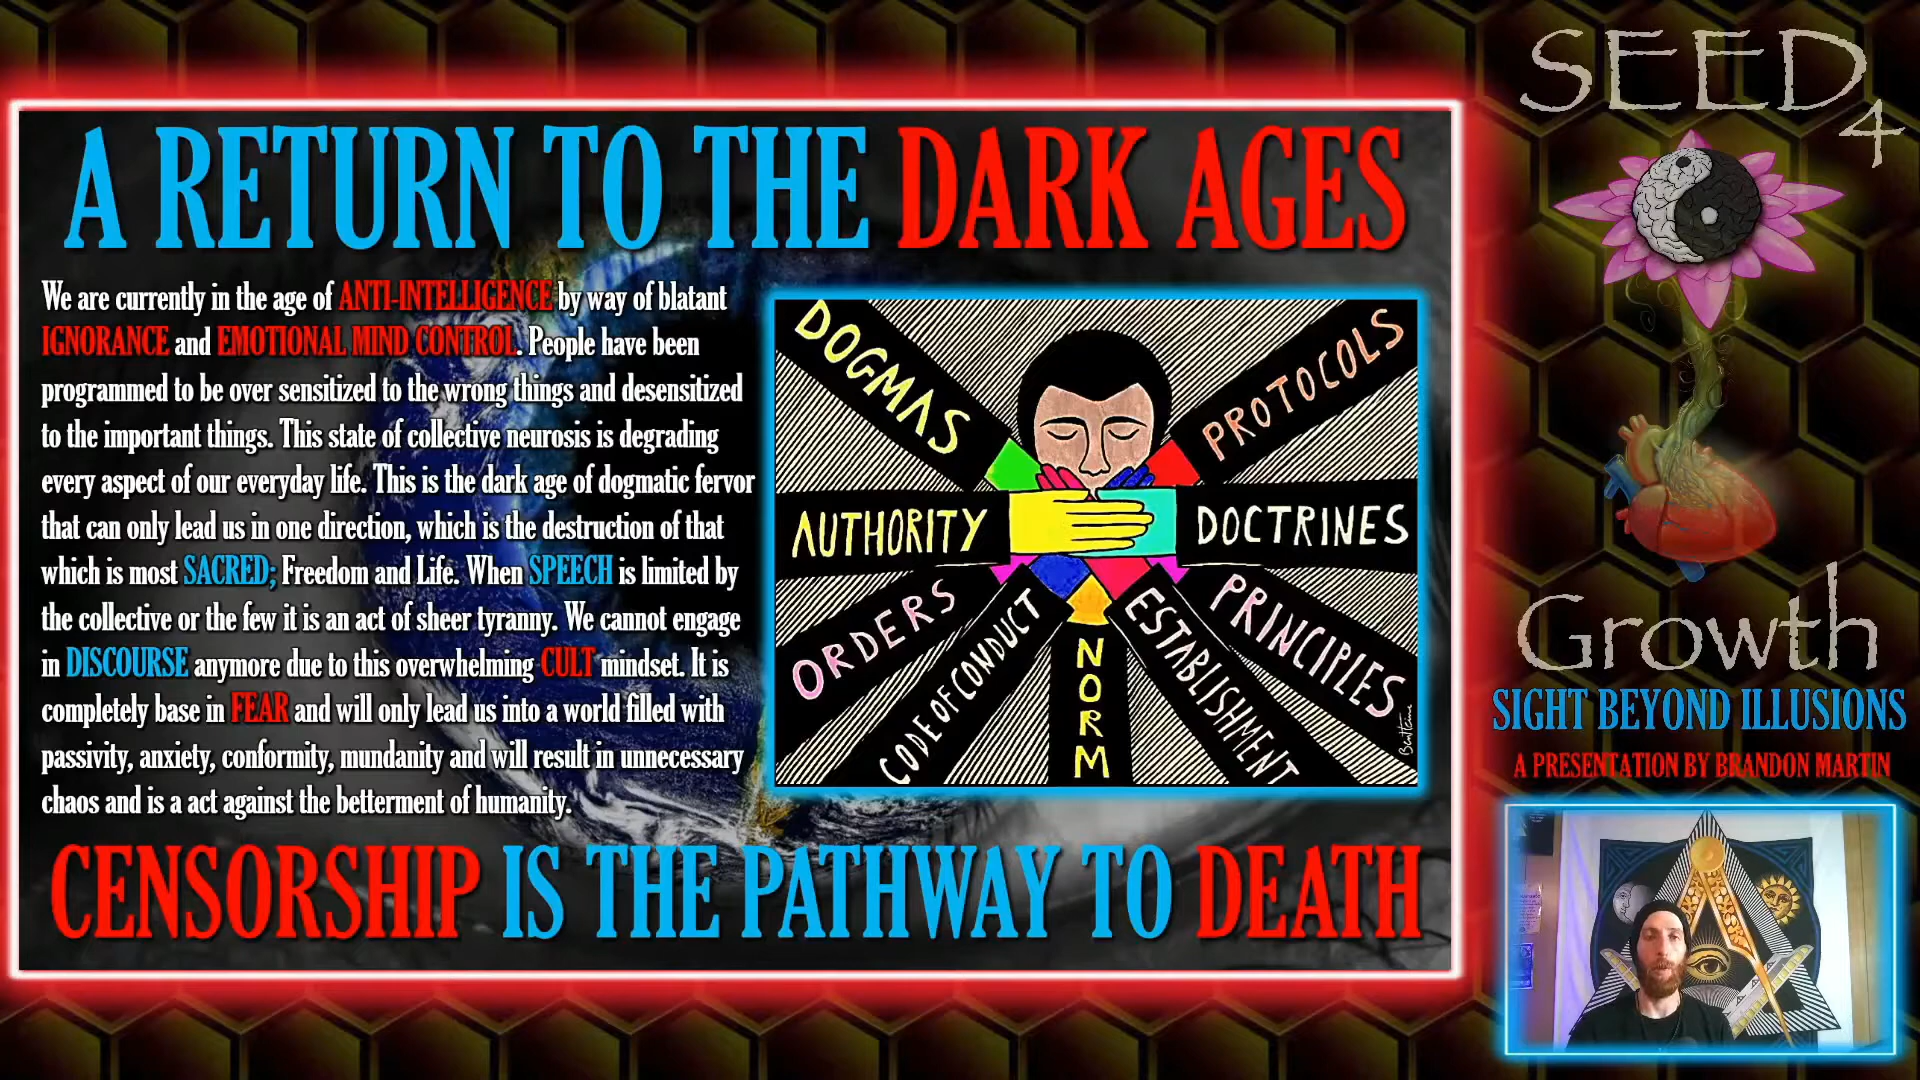 A RETURN TO THE DARK AGES
We are currently in the age of ANTI-INTELLIGENCE by way of blatant
IGNORANCE and EMOTIONAL MIND CONTROL. People have been
programmed to be over sensitized to the wrong things and desensitized
to the important things. This state of collective neurosis is degrading
every aspect of our everyday life. This is the dark age of dogmatic fervor
that can only lead us in one direction, which is the destruction of that
which is most SACRED; Freedom and Life. When SPEECH is limited by
the collective or the few it is an act of sheer tyranny. We cannot engage
in DISCOURSE anymore due to this overwhelming CULT mindset. It is
completely base in FEAR and will only lead us into a world filled with
passivity, anxiety, conformity, mundanity and will result in unnecessary
chaos and is a act against the betterment of humanity.
DOGMAS
PROTOCOLS
AUTHORITY
DOCTRINES
ORDERS
CODE OF CONDUCT
NORM
ESTABLISHMENT
PRINCIPLES
CENSORSHIP IS THE PATHWAY TO DEATH
SEED
4
Growth
SIGHT BEYOND ILLUSIONS
A PRESENTATION BY BRANDON MARTIN